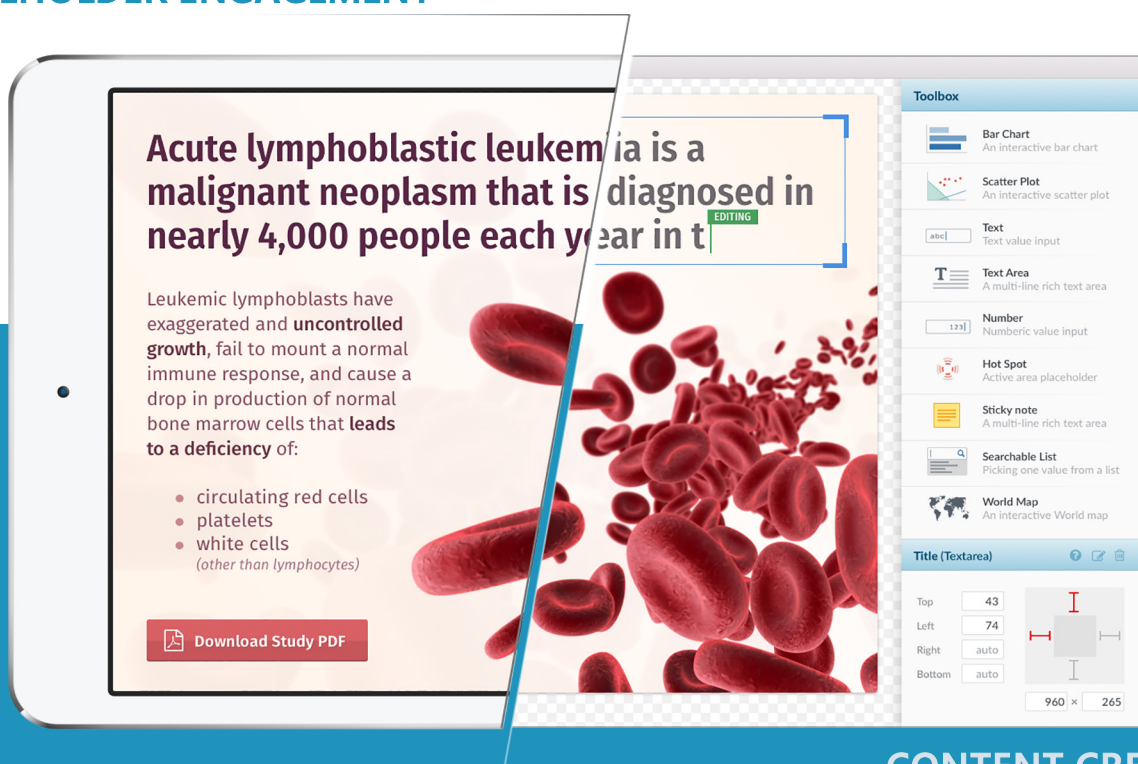 ENGAGEMENT
Acute lymphoblastic leukemia is a
malignant neoplasm that is diagnosed in
nearly 4,000 people each year in t
EDITING
Leukemic lymphoblasts have
exaggerated and uncontrolled
growth, fail to mount a normal
immune response, and cause a
drop in production of normal
bone marrow cells that leads
to a deficiency of:
circulating red cells
platelets
white cells
(other than lymphocytes)
Download Study PDF
Toolbox
Bar Chart
An interactive bar chart
Scatter Plot
An interactive scatter plot
abc
Text
Text value input
T
Text Area
A multi-line rich text area
123
Number
Numberic value input
Hot Spot
Active area placeholder
Sticky note
A multi-line rich text area
Searchable List
Picking one value from a list
World Map
An interactive World map
Title (Textarea)
?
Top 43
Left 74
Right auto
Bottom auto
960 × 265
CONTENT